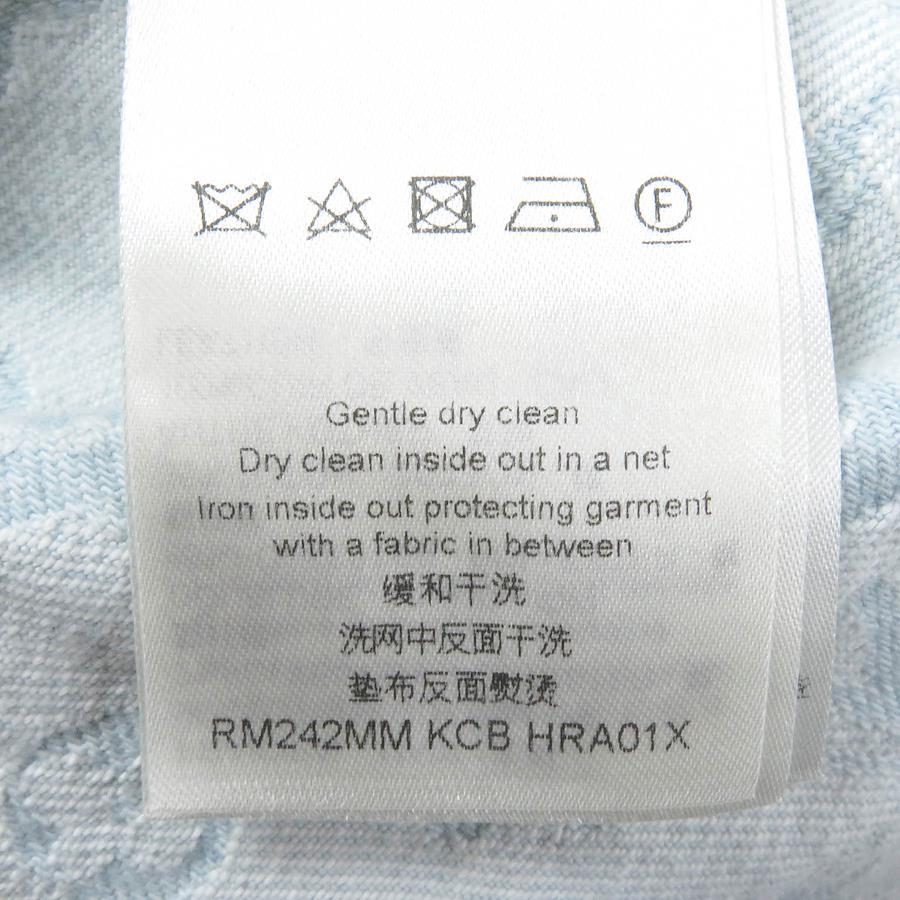 F
Gentle dry clean
Dry clean inside out in a net
Iron inside out protecting garment
with a fabric in between
缓和干洗
洗网中反面干洗
垫布反面熨烫
RM242MM KCB HRA01X